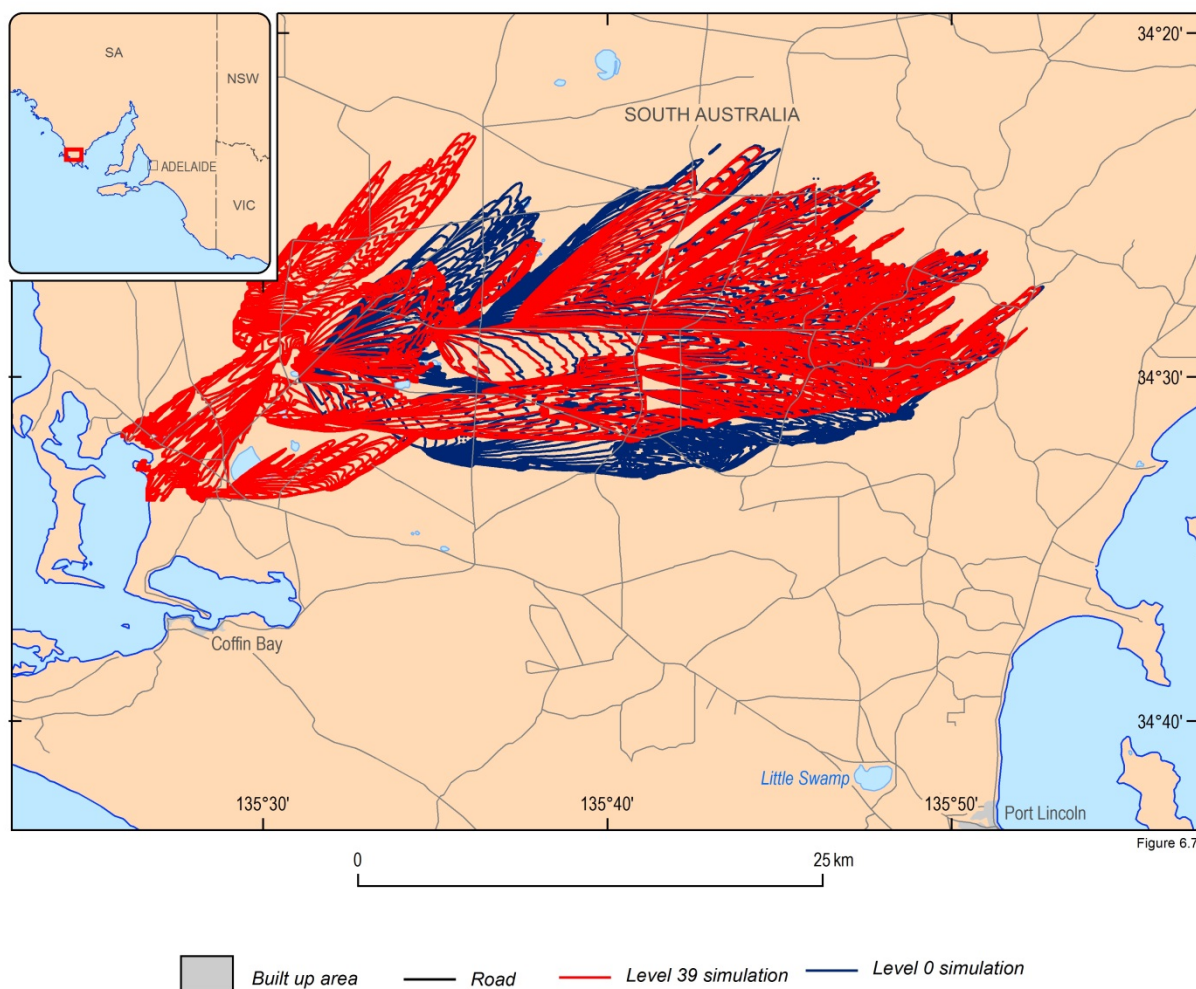 SA
NSW
ADELAIDE
VIC
34°20'
SOUTH AUSTRALIA
34°30'
Coffin Bay
34°40'
Little Swamp
135°30'
135°40'
135°50'
Port Lincoln
Figure 6.7
0
25 km
Built up area
Road
Level 39 simulation
Level 0 simulation